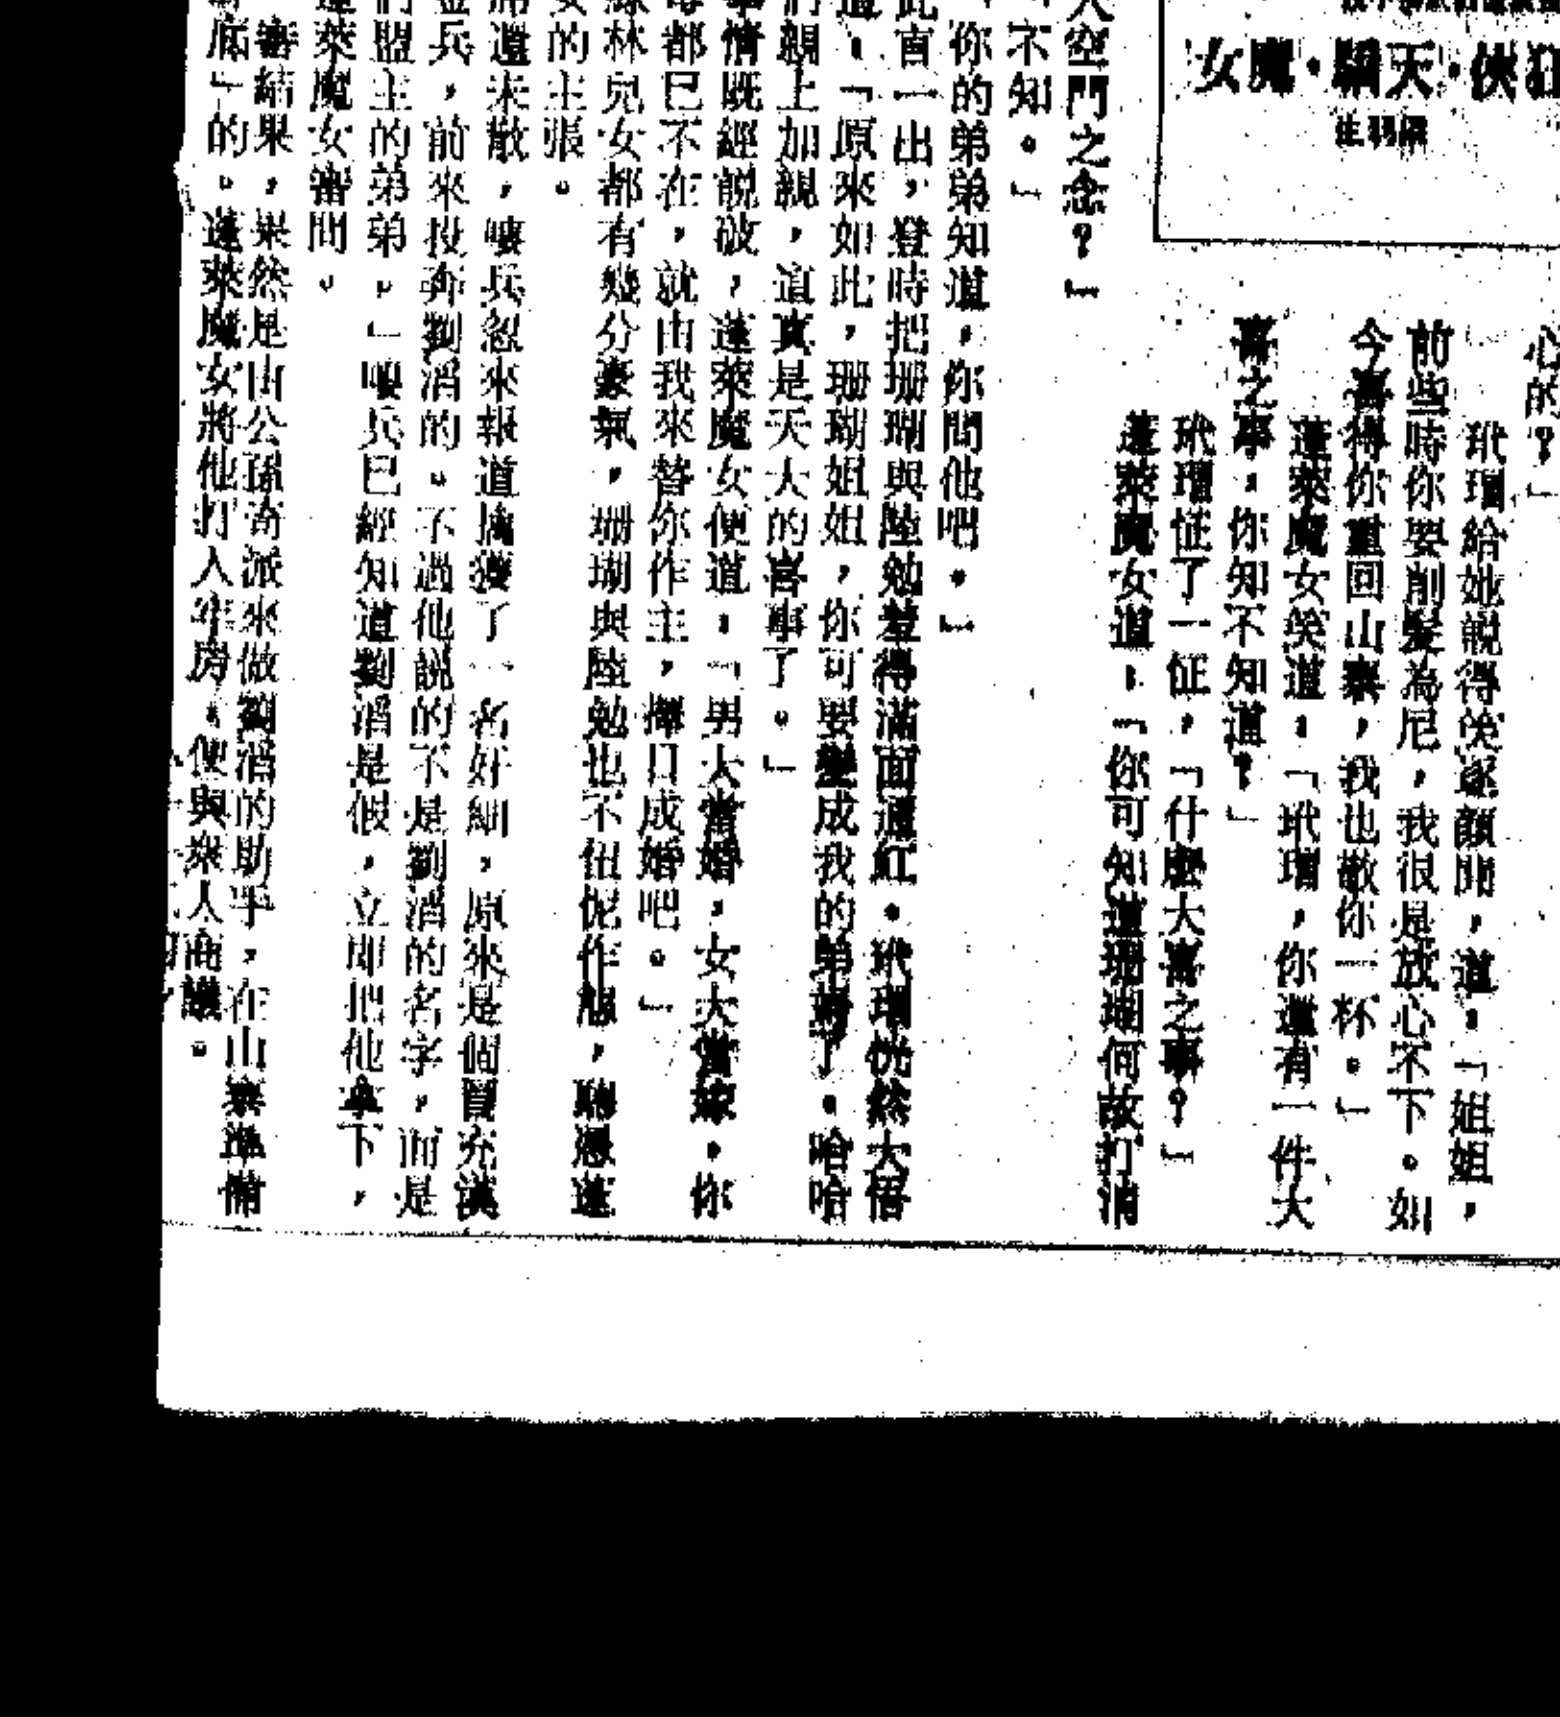 狂俠·天驕·魔女
心的？」
玳瑁給她說得笑逐顏開，道：「姐姐，
前些時你要削髮為尼，我很是放心不下。如
今喜得你重回山寨，我也敬你一杯。」
蓬萊魔女笑道：「玳瑁，你還有一件大
喜之事，你知不知道？」
玳瑁怔了一怔，「什麼大喜之事？」
蓬萊魔女道：「你可知道珊瑚何故打消
入空門之念？」
「不知。」
「你的弟弟知道，你問他吧。」
此言一出，登時把珊瑚與陸勉羞得滿面通紅。玳瑁恍然大悟
道：「原來如此，珊瑚姐姐，你可要變成我的弟婦了。哈哈
們親上加親，這真是天大的喜事了。」
事情既經說破，蓬萊魔女便道：「男大當婚，女大當嫁，你
母都已不在，就由我來替你作主，擇日成婚吧。」
綠林兒女都有幾分豪氣，珊瑚與陸勉也不忸怩作態，聽憑蓬
女的主張。
席還未散，嘍兵忽來報道擒獲了一名奸細，原來是個冒充漢
金兵，前來投奔劉滔的。不過他說的不是劉滔的名字，而是
們盟主的弟弟。」嘍兵已經知道劉滔是假，立即把他拿下，
蓬萊魔女審問。
審結果，果然是由公孫奇派來做劉滔的助手，在山寨準備
底」的。蓬萊魔女將他打入牢房，便與眾人商議。